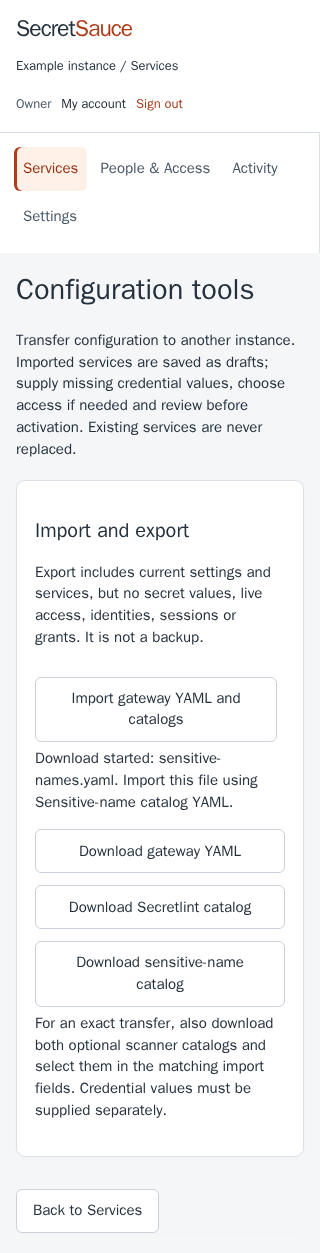 SecretSauce
Example instance / Services
Owner My account Sign out
Services People & Access Activity
Settings
Configuration tools
Transfer configuration to another instance.
Imported services are saved as drafts;
supply missing credential values, choose
access if needed and review before
activation. Existing services are never
replaced.
Import and export
Export includes current settings and
services, but no secret values, live
access, identities, sessions or
grants. It is not a backup.
Import gateway YAML and
catalogs
Download started: sensitive-
names.yaml. Import this file using
Sensitive-name catalog YAML.
Download gateway YAML
Download Secretlint catalog
Download sensitive-name
catalog
For an exact transfer, also download
both optional scanner catalogs and
select them in the matching import
fields. Credential values must be
supplied separately.
Back to Services